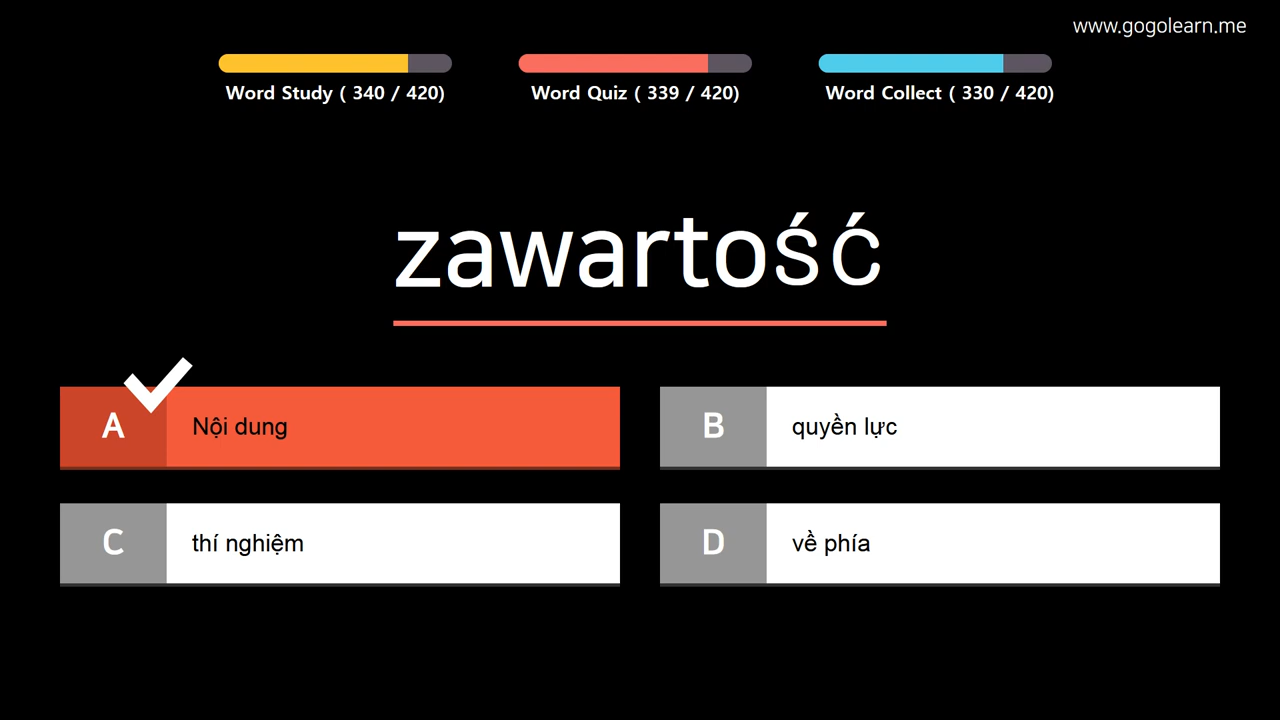 www.gogolearn.me
Word Study ( 340 / 420)
Word Quiz ( 339 / 420)
Word Collect ( 330 / 420)
zawartość
A Nội dung
B quyền lực
C thí nghiệm
D về phía